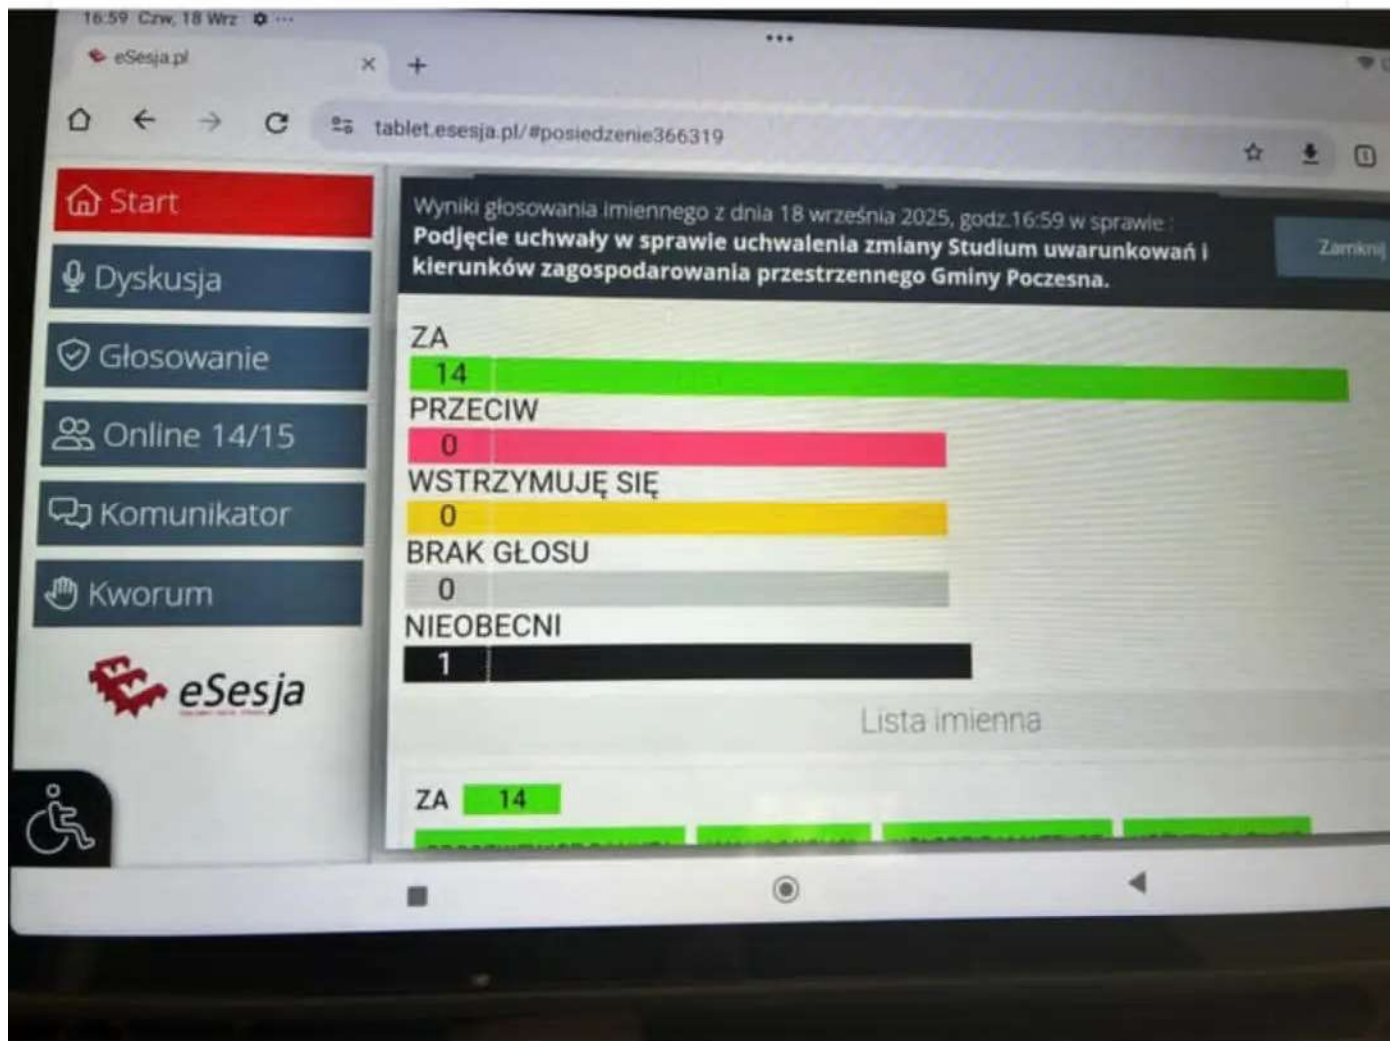 16:59 Czw, 18 Wrz
eSesja.pl
tablet.esesja.pl/#posiedzenie366319
Start
Dyskusja
Głosowanie
Online 14/15
Komunikator
Kworum
eSesja
Wyniki głosowania imiennego z dnia 18 września 2025, godz.16:59 w sprawie :
Podjęcie uchwały w sprawie uchwalenia zmiany Studium uwarunkowań i
kierunków zagospodarowania przestrzennego Gminy Poczesna.
Zamknij
ZA
14
PRZECIW
0
WSTRZYMUJĘ SIĘ
0
BRAK GŁOSU
0
NIEOBECNI
1
Lista imienna
ZA 14